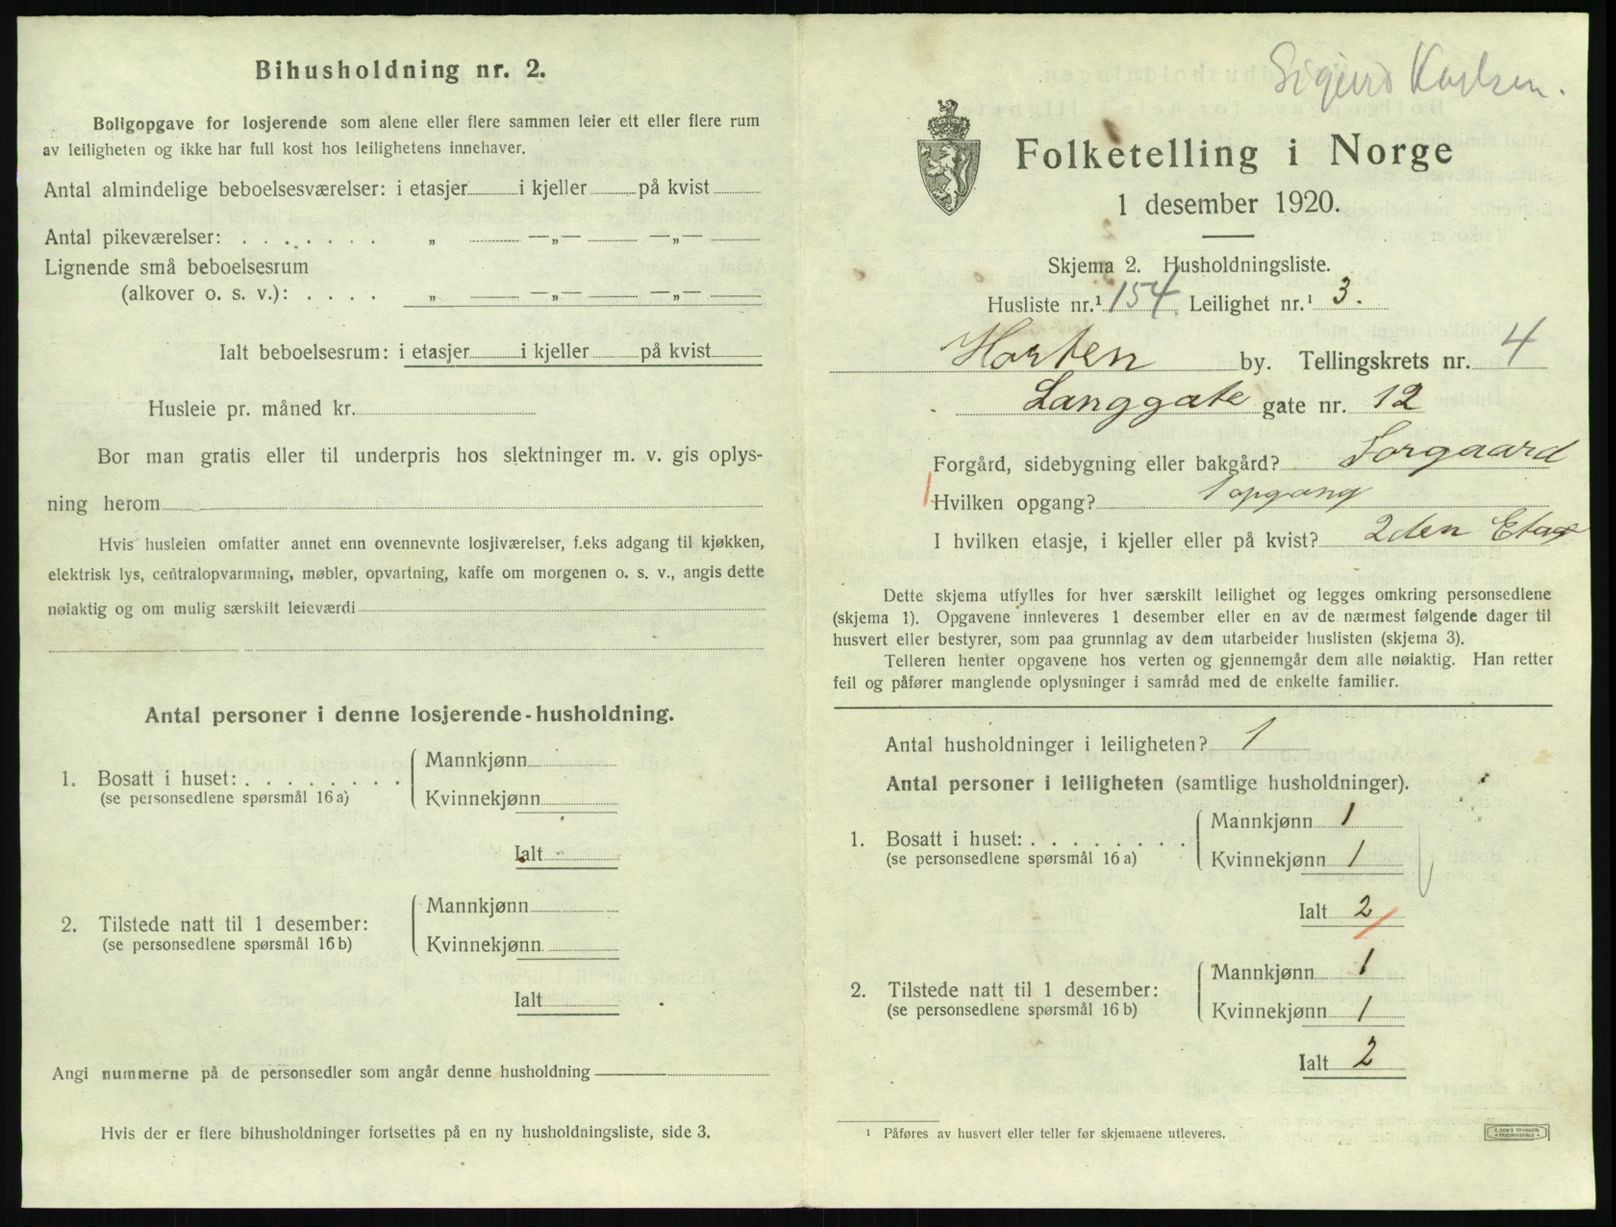 Bihusholdning nr. 2.
Boligopgave for losjerende som alene eller flere sammen leier ett eller flere rum
av leiligheten og ikke har full kost hos leilighetens innehaver.
Antal almindelige beboelsesværelser: i etasjer i kjeller på kvist
Antal pikeværelser: . . . . . . . „ —„— —„—
Lignende små beboelsesrum
(alkover o. s. v.): . . . . „ —„— —„—
Ialt beboelsesrum: i etasjer i kjeller på kvist
Husleie pr. måned kr.
Bor man gratis eller til underpris hos slektninger m. v. gis oplys-
ning herom
Hvis husleien omfatter annet enn ovennevnte losjiværelser, f.eks adgang til kjøkken,
elektrisk lys, centralopvarmning, møbler, opvartning, kaffe om morgenen o. s. v., angis dette
nøiaktig og om mulig særskilt leieværdi
Antal personer i denne losjerende-husholdning.
1. Bosatt i huset: . . . . . . . .
(se personsedlene spørsmål 16 a)
Mannkjønn
Kvinnekjønn
Ialt
2. Tilstede natt til 1 desember:
(se personsedlene spørsmål 16 b)
Mannkjønn
Kvinnekjønn
Ialt
Angi nummerne på de personsedler som angår denne husholdning
Hvis der er flere bihusholdninger fortsettes på en ny husholdningsliste, side 3.
Sigurd Karlsen.
Folketelling i Norge
1 desember 1920.
Skjema 2. Husholdningsliste.
Husliste nr.¹ 154 Leilighet nr.¹ 3.
Horten by. Tellingskrets nr. 4
Langgate gate nr. 12
Forgård, sidebygning eller bakgård? Forgaard
Hvilken opgang? 1 opgang
I hvilken etasje, i kjeller eller på kvist? 2den Etag
Dette skjema utfylles for hver særskilt leilighet og legges omkring personsedlene
(skjema 1). Opgavene innleveres 1 desember eller en av de nærmest følgende dager til
husvert eller bestyrer, som paa grunnlag av dem utarbeider huslisten (skjema 3).
Telleren henter opgavene hos verten og gjennemgår dem alle nøiaktig. Han retter
feil og påfører manglende oplysninger i samråd med de enkelte familier.
Antal husholdninger i leiligheten? 1
Antal personer i leiligheten (samtlige husholdninger).
1. Bosatt i huset: . . . . . . . .
(se personsedlene spørsmål 16 a)
Mannkjønn 1
Kvinnekjønn 1
Ialt 2
2. Tilstede natt til 1 desember:
(se personsedlene spørsmål 16 b)
Mannkjønn 1
Kvinnekjønn 1
Ialt 2
¹ Påføres av husvert eller teller før skjemaene utleveres.